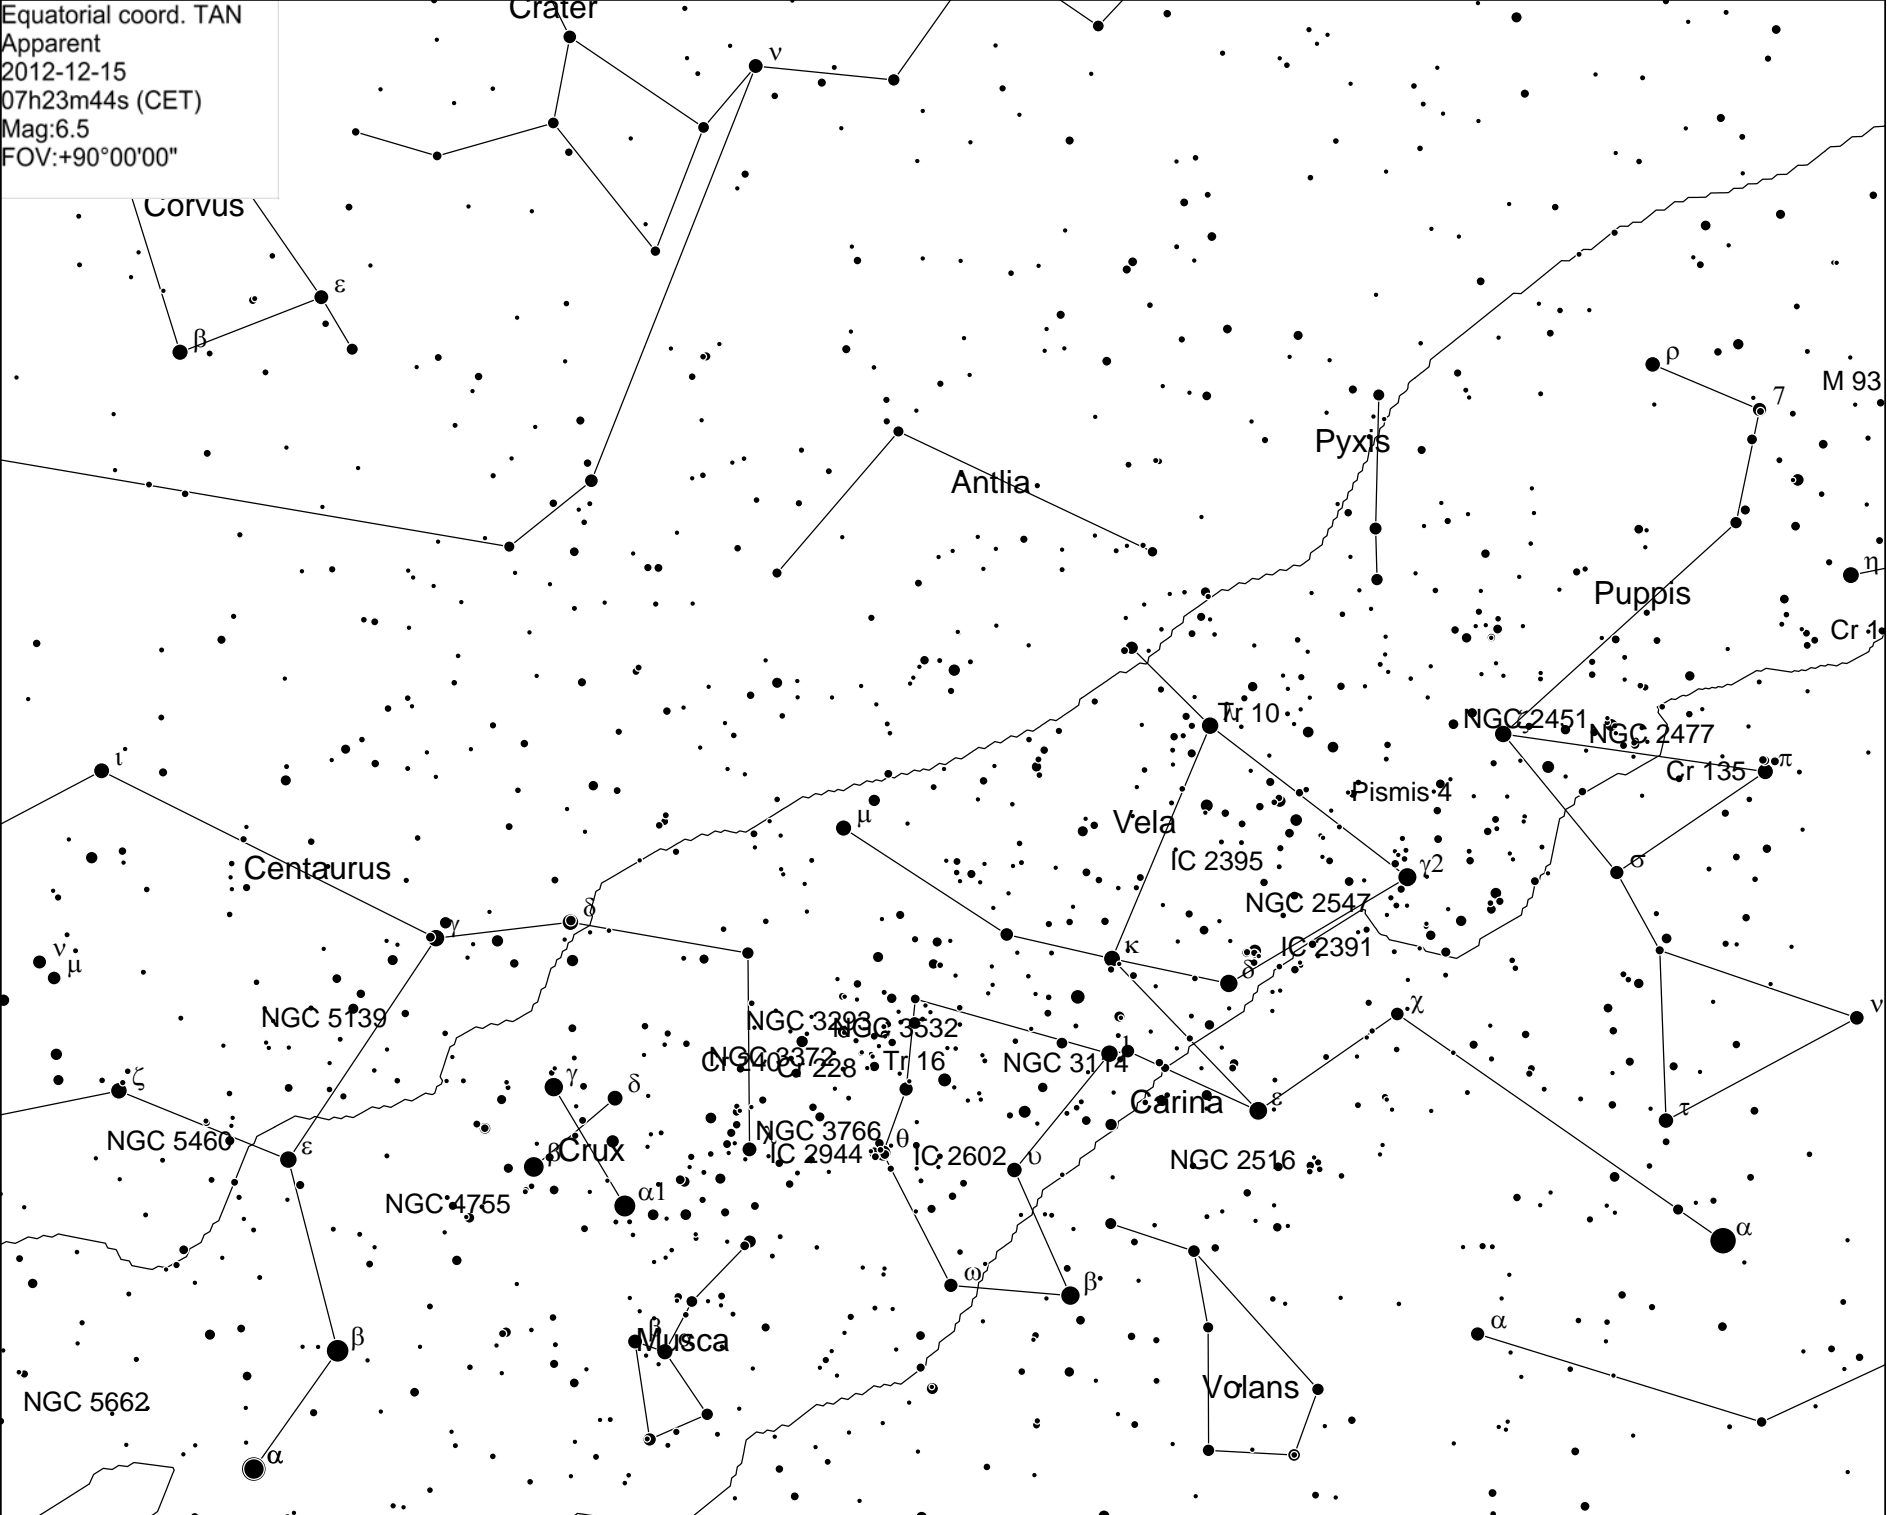 Equatorial coord. TAN
Apparent
2012-12-15
07h23m44s (CET)
Mag:6.5
FOV:+90°00'00"
Crater
ν
Corvus
ε
β
ρ
7
M 93
Pyxis
Antlia
η
Puppis
Cr 1
Tr 10
NGC 2451
NGC 2477
ι
π
Cr 135
Pismis 4
μ
Vela
IC 2395
σ
γ2
Centaurus
NGC 2547
δ
γ
κ
IC 2391
ν
μ
δ
χ
ν
NGC 5139
NGC 3293
NGC 3532
NGC 3372
Cr 240
Cr 228
Tr 16
NGC 3114
ι
ζ
γ
δ
Carina
ε
τ
NGC 5460
ε
NGC 3766
λ
θ
β
Crux
IC 2944
IC 2602
υ
NGC 2516
NGC 4755
α1
α
ω
β
α
β
β
Musca
α
Volans
NGC 5662
α